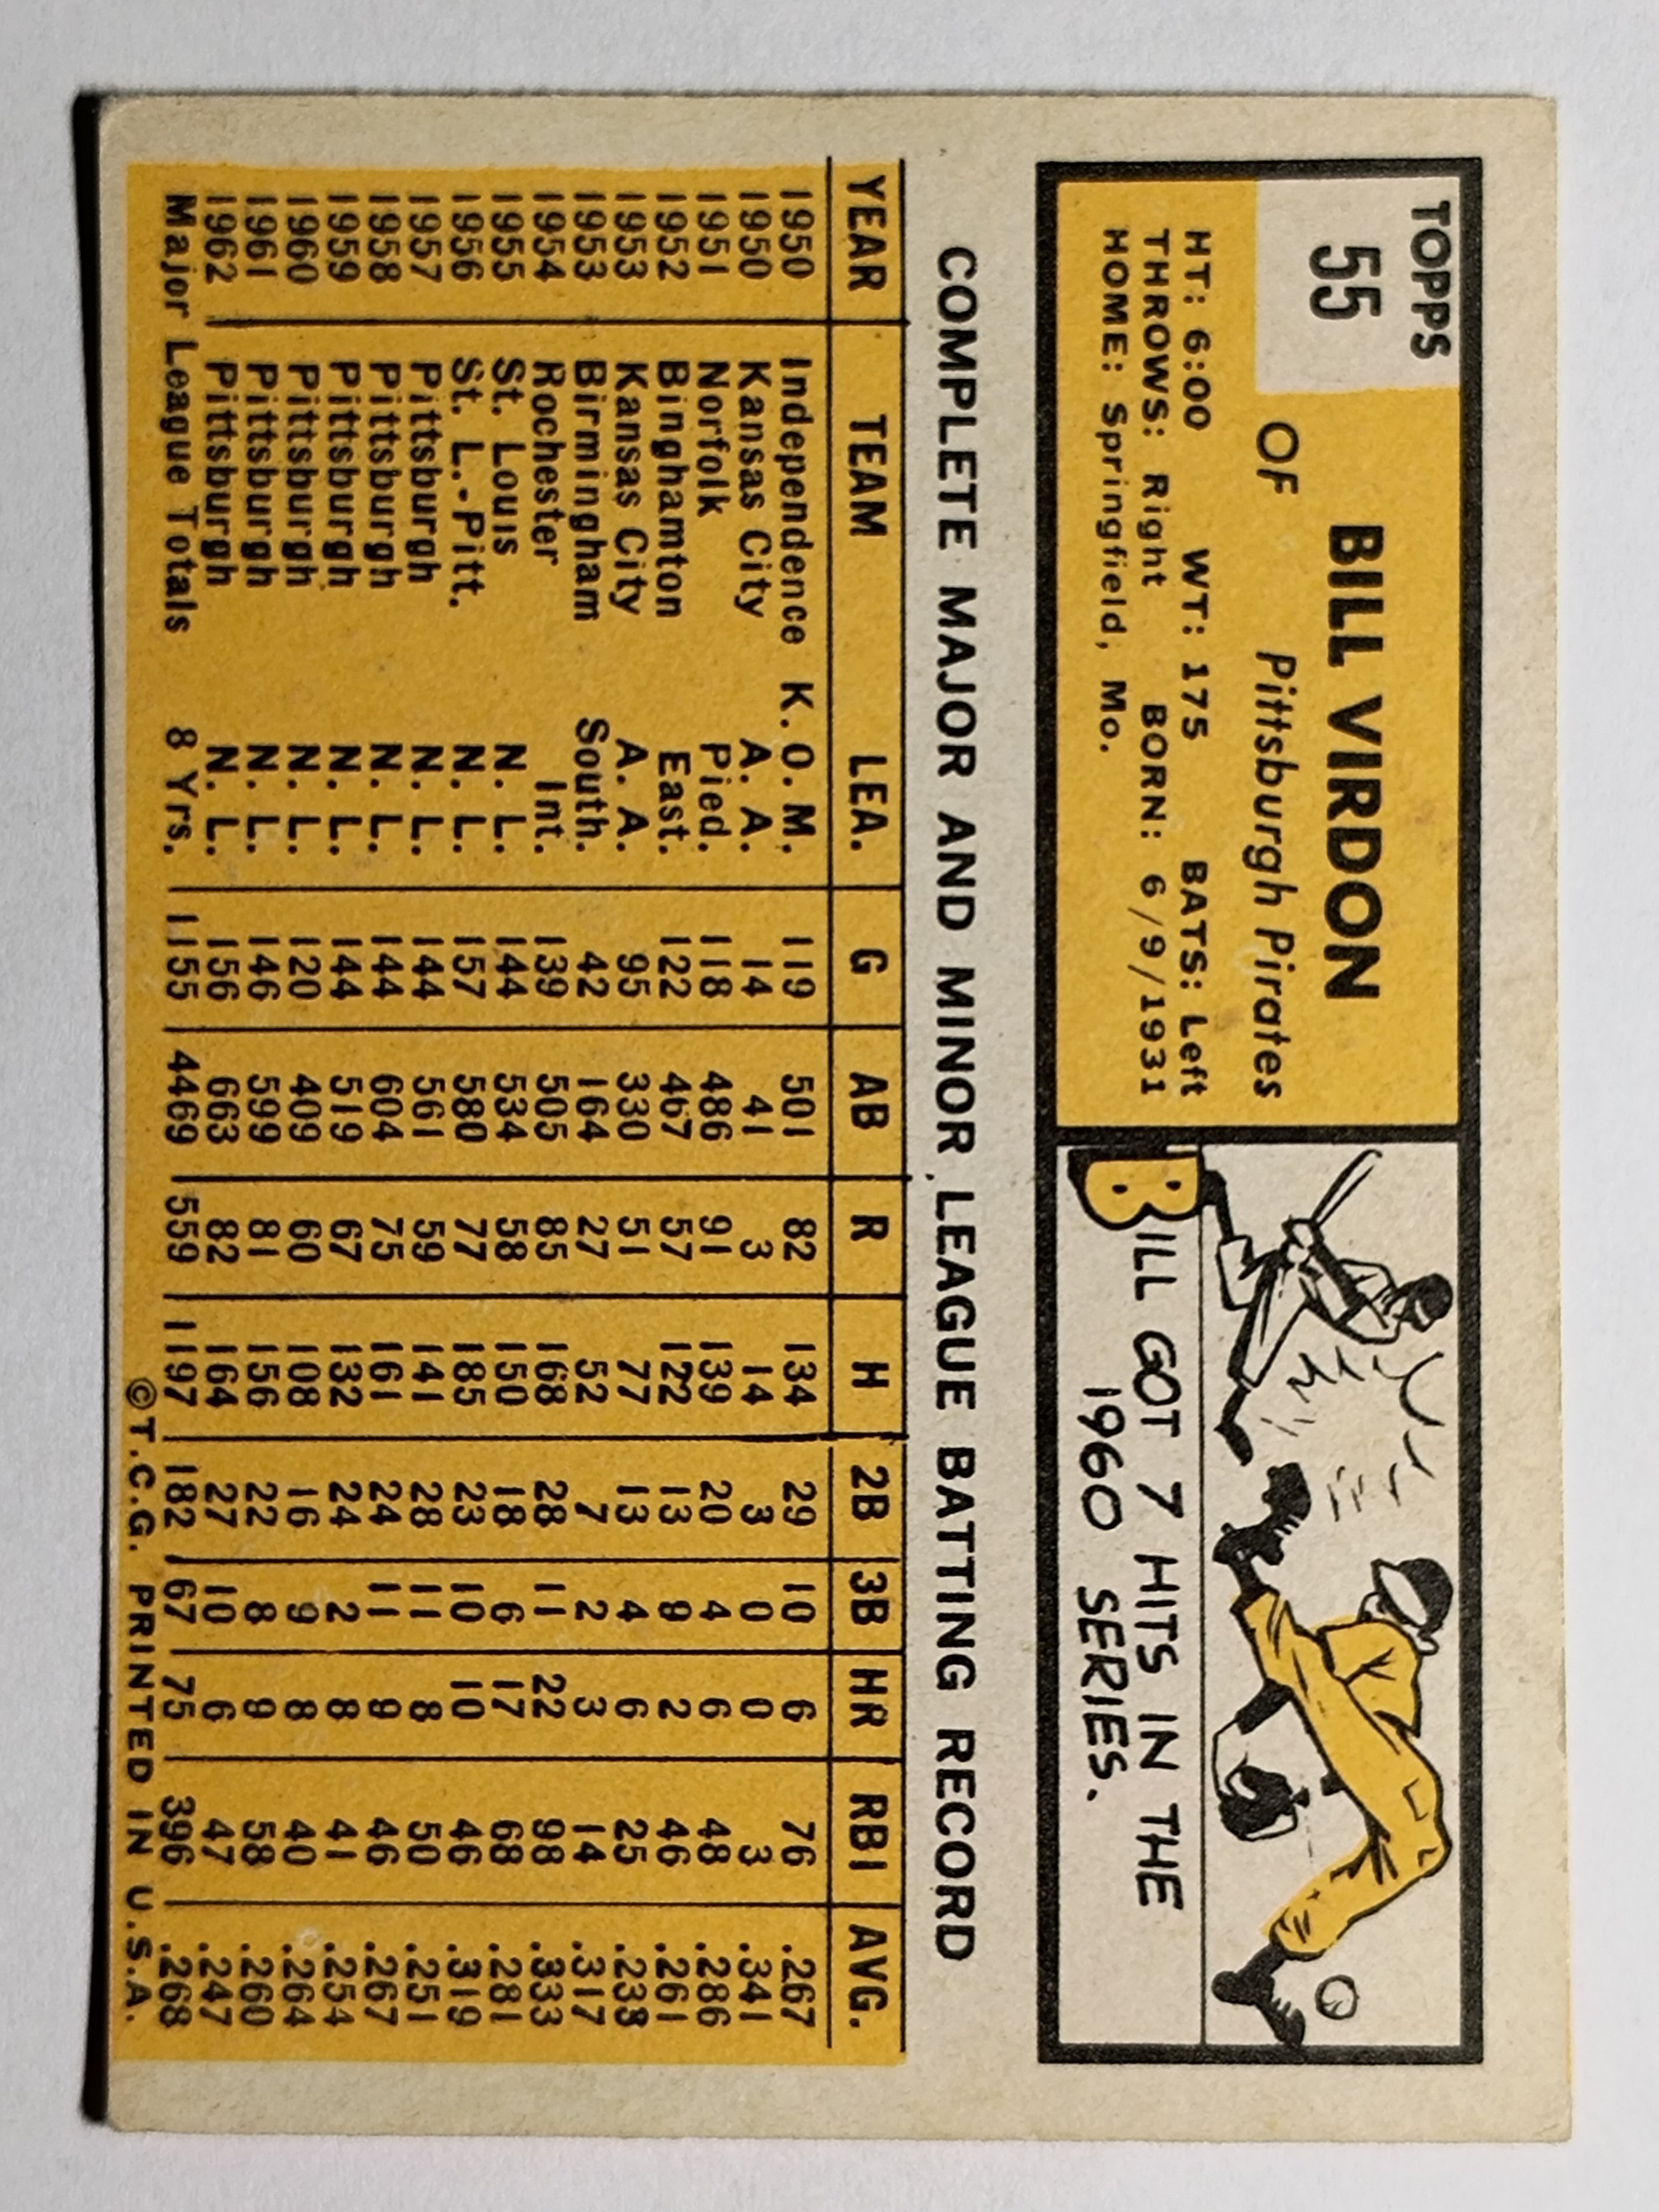 TOPPS
55
BILL VIRDON
OF Pittsburgh Pirates
HT: 6:00 WT: 175 BATS: Left
THROWS: Right BORN: 6/9/1931
HOME: Springfield, Mo.
BILL GOT 7 HITS IN THE
1960 SERIES.
COMPLETE MAJOR AND MINOR LEAGUE BATTING RECORD
YEAR TEAM LEA. G AB R H 2B 3B HR RBI AVG.
1950 Independence K.O.M. 119 501 82 134 29 10 6 76 .267
1950 Kansas City A. A. 14 41 3 14 3 0 0 3 .341
1951 Norfolk Pied. 118 486 91 139 20 4 6 48 .286
1952 Binghamton East. 122 467 57 122 13 9 2 46 .261
1953 Kansas City A. A. 95 330 51 77 13 4 6 25 .233
1953 Birmingham South. 42 164 27 52 7 2 3 14 .317
1954 Rochester Int. 139 505 85 168 28 11 22 98 .333
1955 St. Louis N. L. 144 534 58 150 18 6 17 68 .281
1956 St. L.-Pitt. N. L. 157 580 77 185 23 10 10 46 .319
1957 Pittsburgh N. L. 144 561 59 141 28 11 8 50 .251
1958 Pittsburgh N. L. 144 604 75 161 24 11 9 46 .267
1959 Pittsburgh N. L. 144 519 67 132 24 2 8 41 .254
1960 Pittsburgh N. L. 120 409 60 108 16 9 8 40 .264
1961 Pittsburgh N. L. 146 599 81 156 22 8 9 58 .260
1962 Pittsburgh N. L. 156 663 82 164 27 10 6 47 .247
Major League Totals 8 Yrs. 1155 4469 559 1197 182 67 75 396 .268
©T.C.G. PRINTED IN U.S.A.